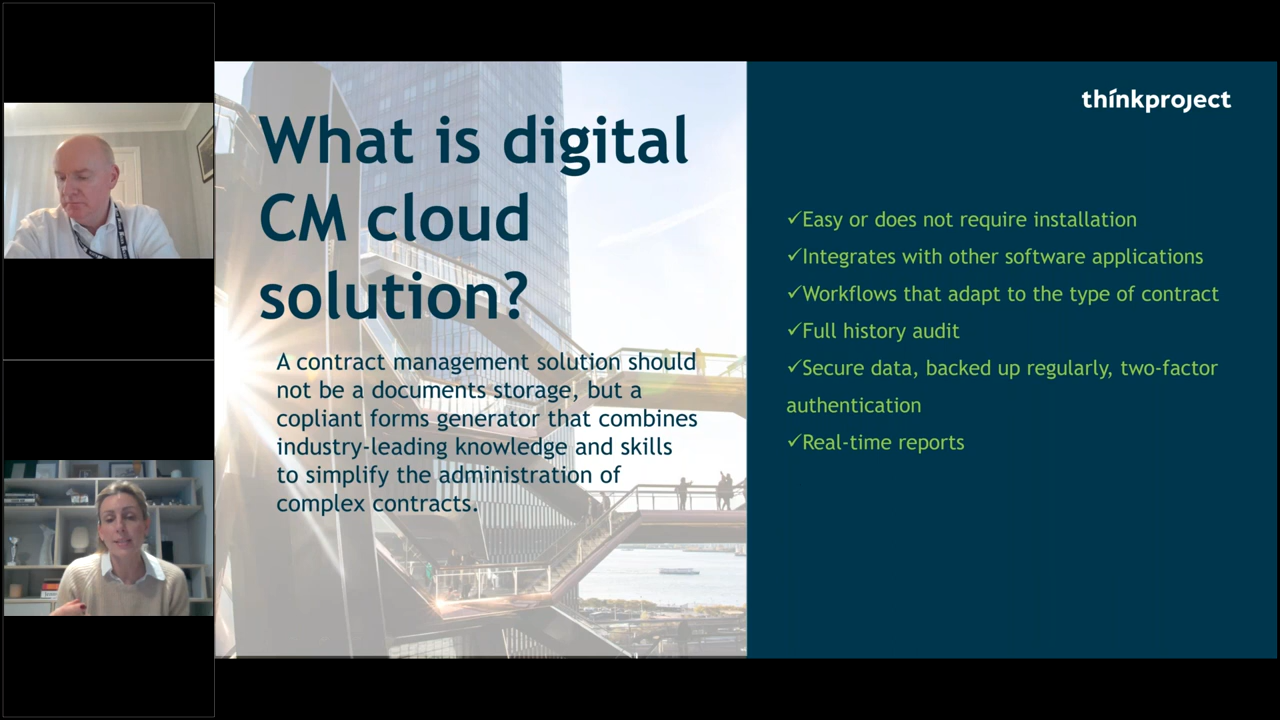 What is digital
CM cloud
solution?
A contract management solution should
not be a documents storage, but a
copliant forms generator that combines
industry-leading knowledge and skills
to simplify the administration of
complex contracts.
thinkproject
✓Easy or does not require installation
✓Integrates with other software applications
✓Workflows that adapt to the type of contract
✓Full history audit
✓Secure data, backed up regularly, two-factor
authentication
✓Real-time reports